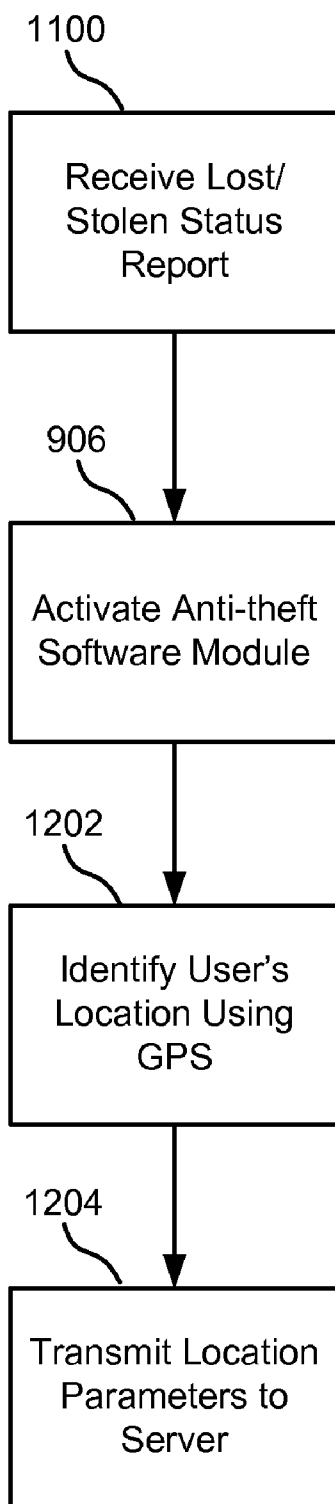 1100
Receive Lost/
Stolen Status
Report
906
Activate Anti-theft
Software Module
1202
Identify User's
Location Using
GPS
1204
Transmit Location
Parameters to
Server